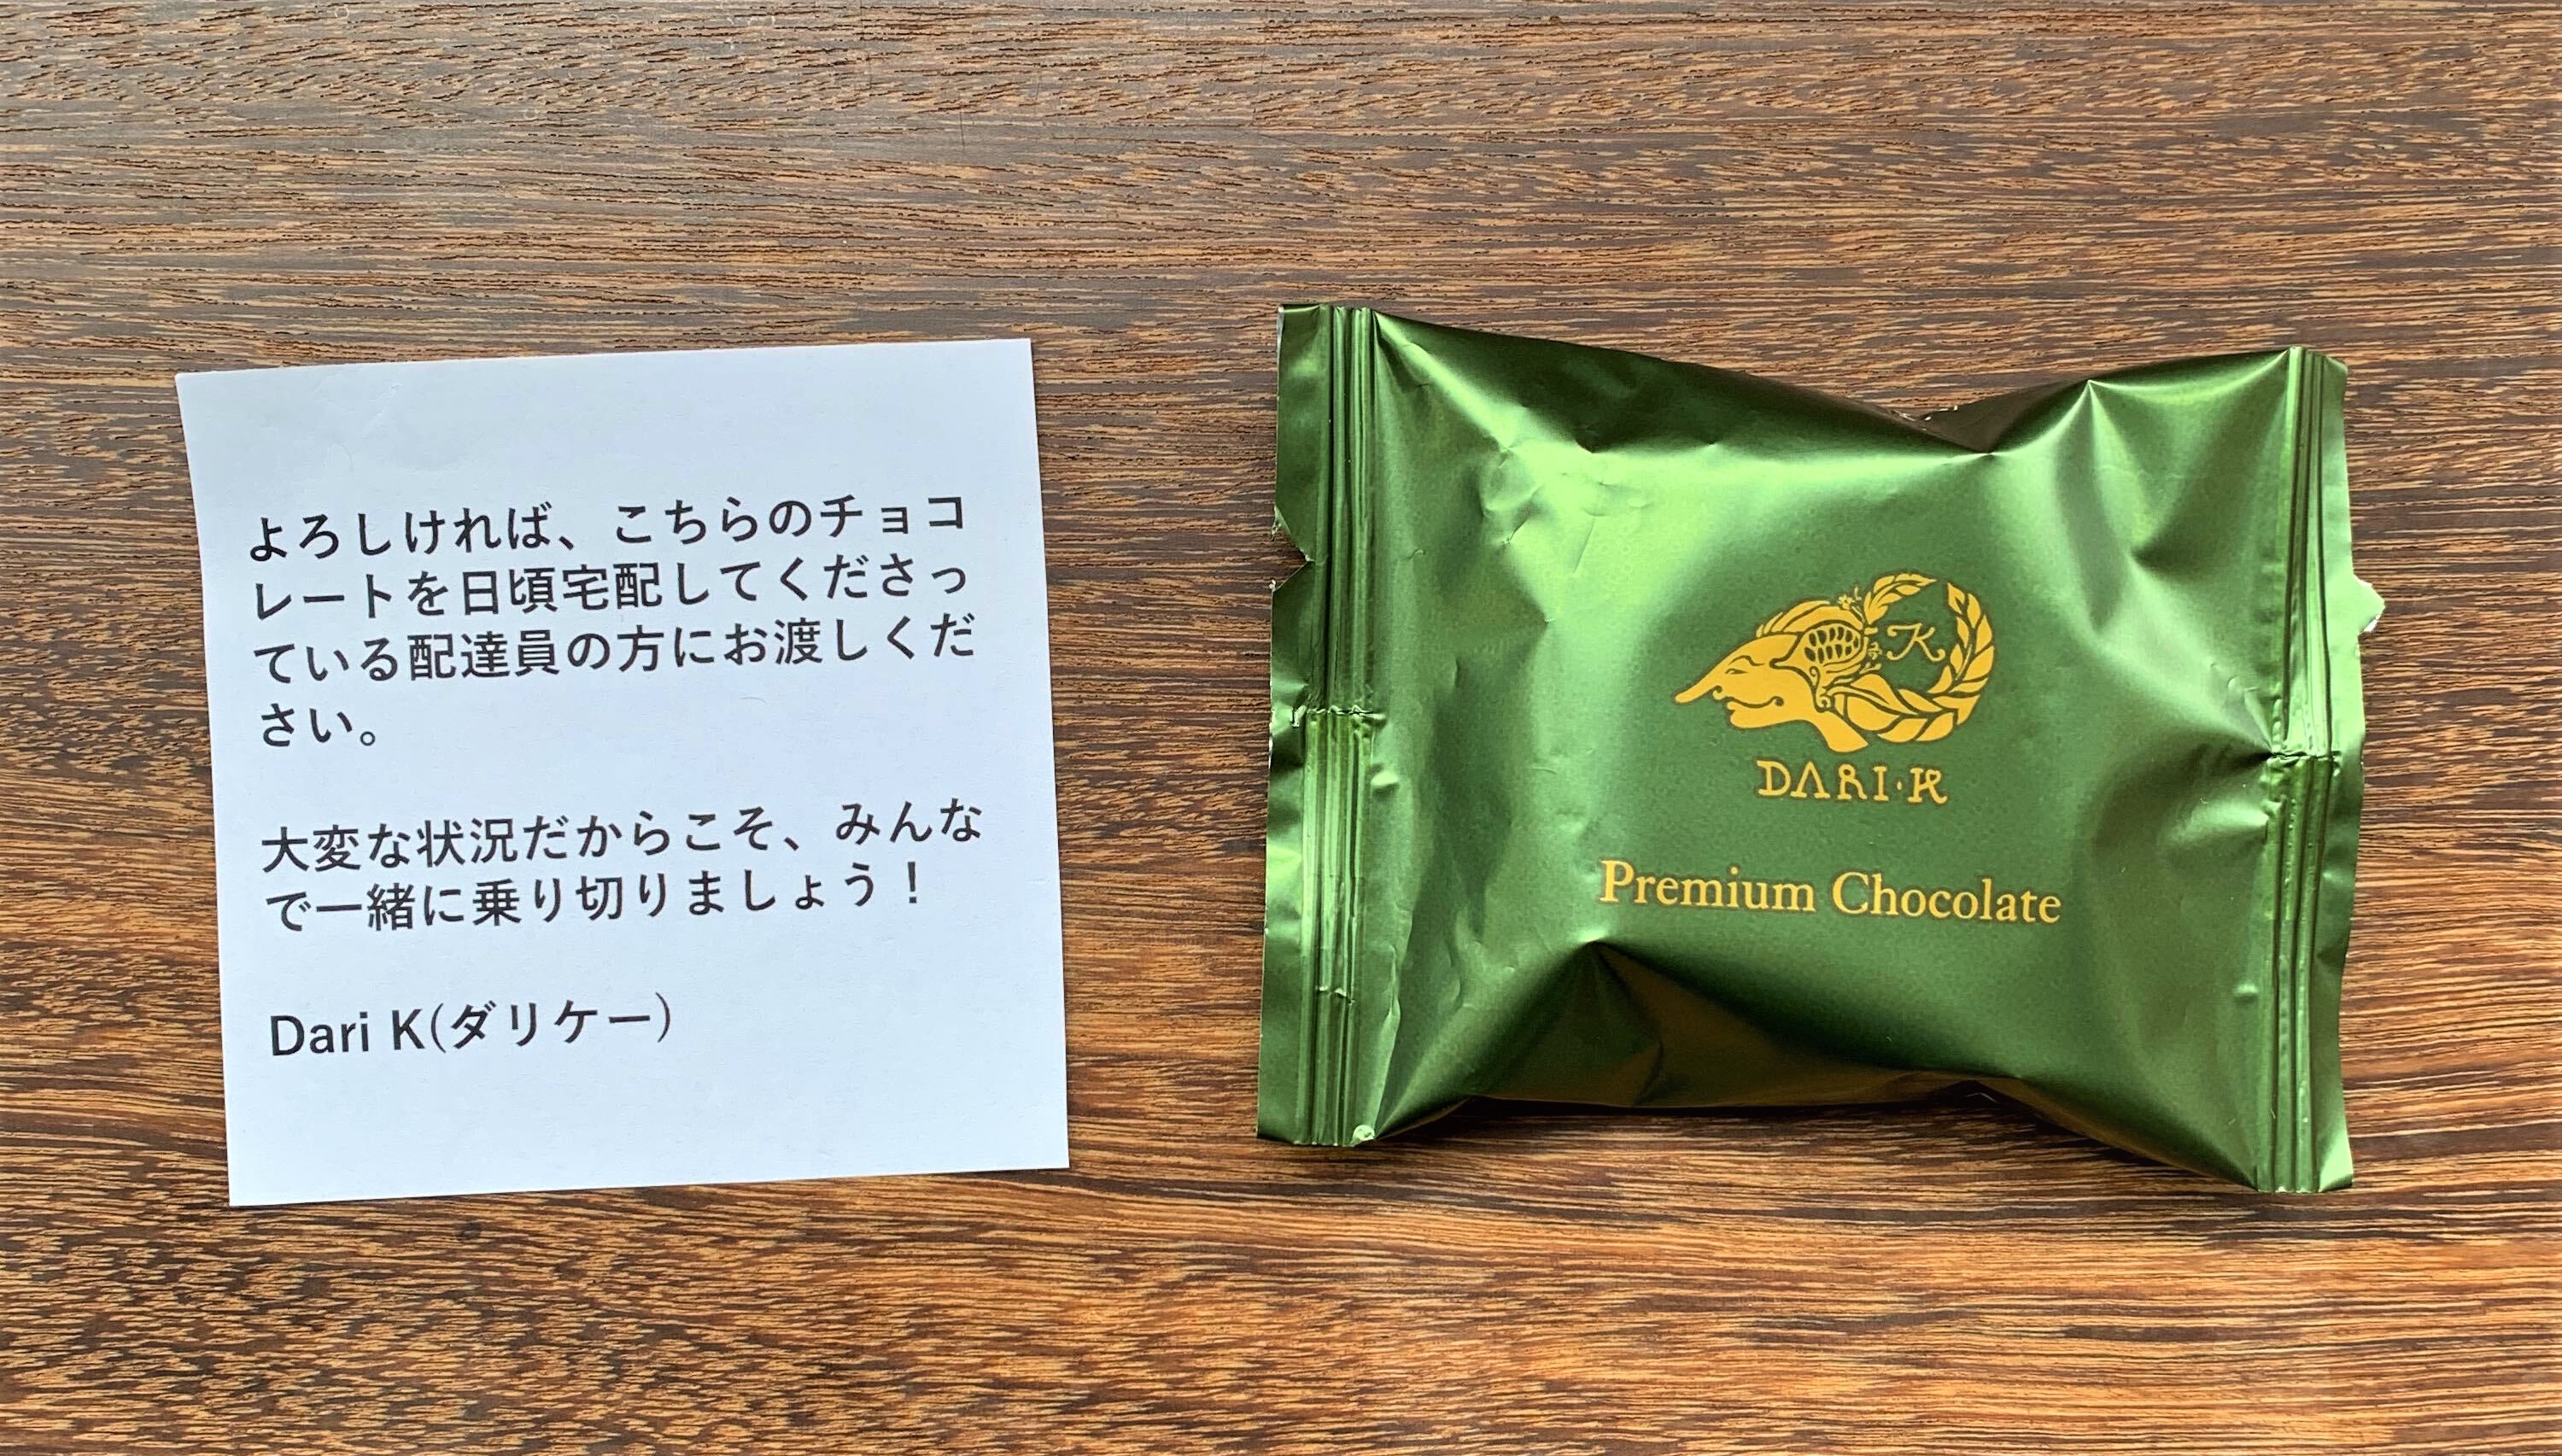 よろしければ、こちらのチョコ
レートを日頃宅配してくださっ
ている配達員の方にお渡しくだ
さい。
大変な状況だからこそ、みんな
で一緒に乗り切りましょう！
Dari K(ダリケー)
K
DARI・K
Premium Chocolate